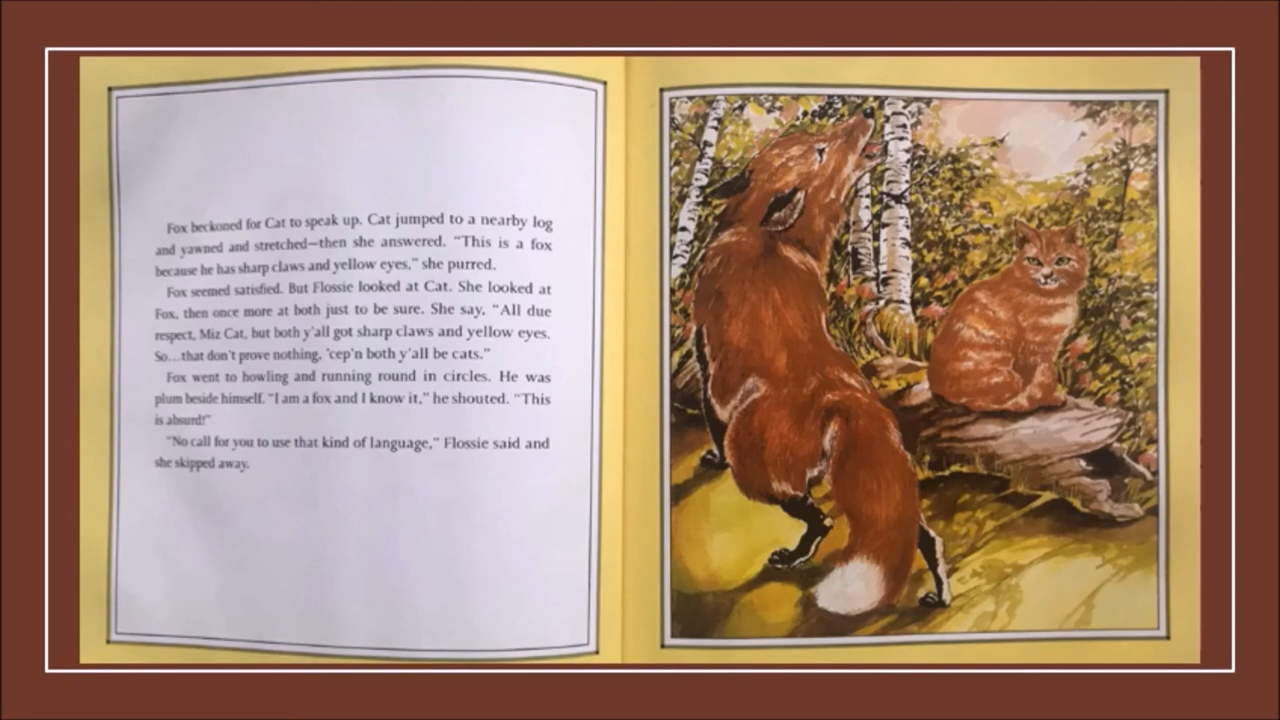 Fox beckoned for Cat to speak up. Cat jumped to a nearby log
and yawned and stretched—then she answered. "This is a fox
because he has sharp claws and yellow eyes," she purred.
Fox seemed satisfied. But Flossie looked at Cat. She looked at
Fox, then once more at both just to be sure. She say, "All due
respect, Miz Cat, but both y'all got sharp claws and yellow eyes.
So...that don't prove nothing, 'cep'n both y'all be cats."
Fox went to howling and running round in circles. He was
plum beside himself. "I am a fox and I know it," he shouted. "This
is absurd!"
"No call for you to use that kind of language," Flossie said and
she skipped away.